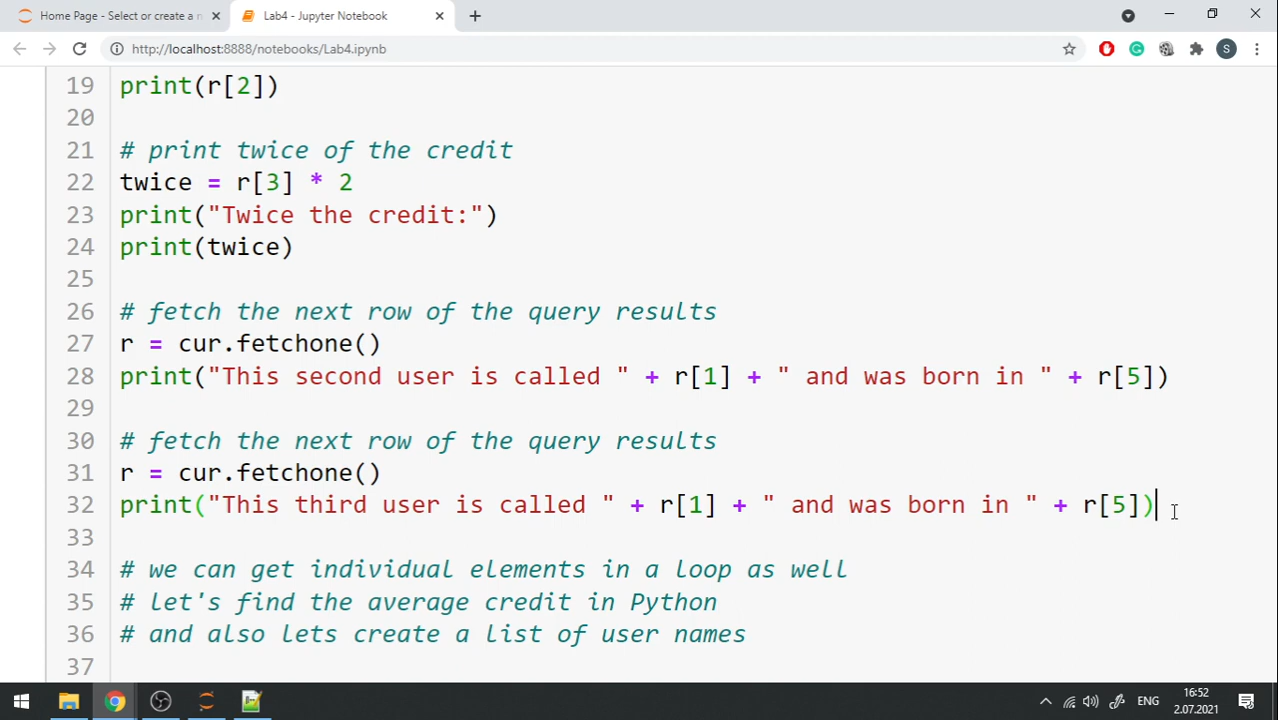 Home Page - Select or create a n
Lab4 - Jupyter Notebook
http://localhost:8888/notebooks/Lab4.ipynb
S
19 print(r[2])
20
21 # print twice of the credit
22 twice = r[3] * 2
23 print("Twice the credit:")
24 print(twice)
25
26 # fetch the next row of the query results
27 r = cur.fetchone()
28 print("This second user is called " + r[1] + " and was born in " + r[5])
29
30 # fetch the next row of the query results
31 r = cur.fetchone()
32 print("This third user is called " + r[1] + " and was born in " + r[5])
33
34 # we can get individual elements in a loop as well
35 # let's find the average credit in Python
36 # and also lets create a list of user names
37
ENG
16:52
2.07.2021